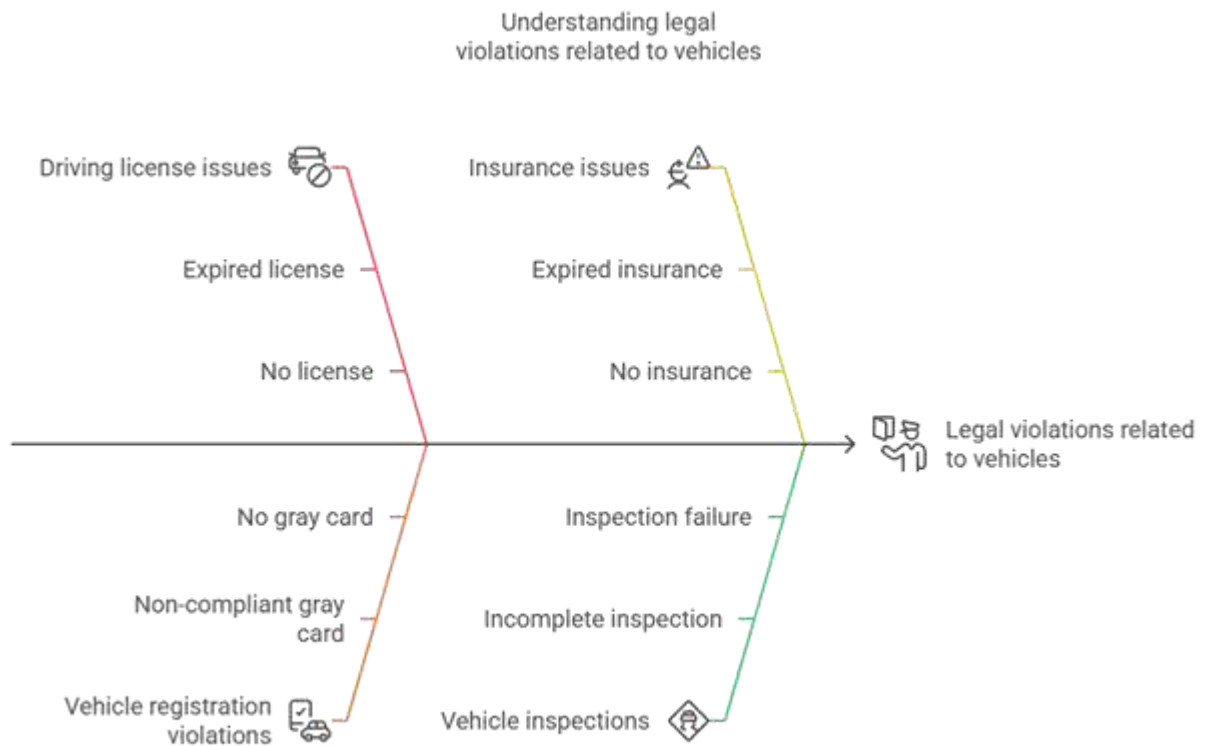 Understanding legal
violations related to vehicles
Driving license issues
Expired license
No license
Insurance issues
Expired insurance
No insurance
Legal violations related
to vehicles
No gray card
Non-compliant gray
card
Vehicle registration
violations
Inspection failure
Incomplete inspection
Vehicle inspections